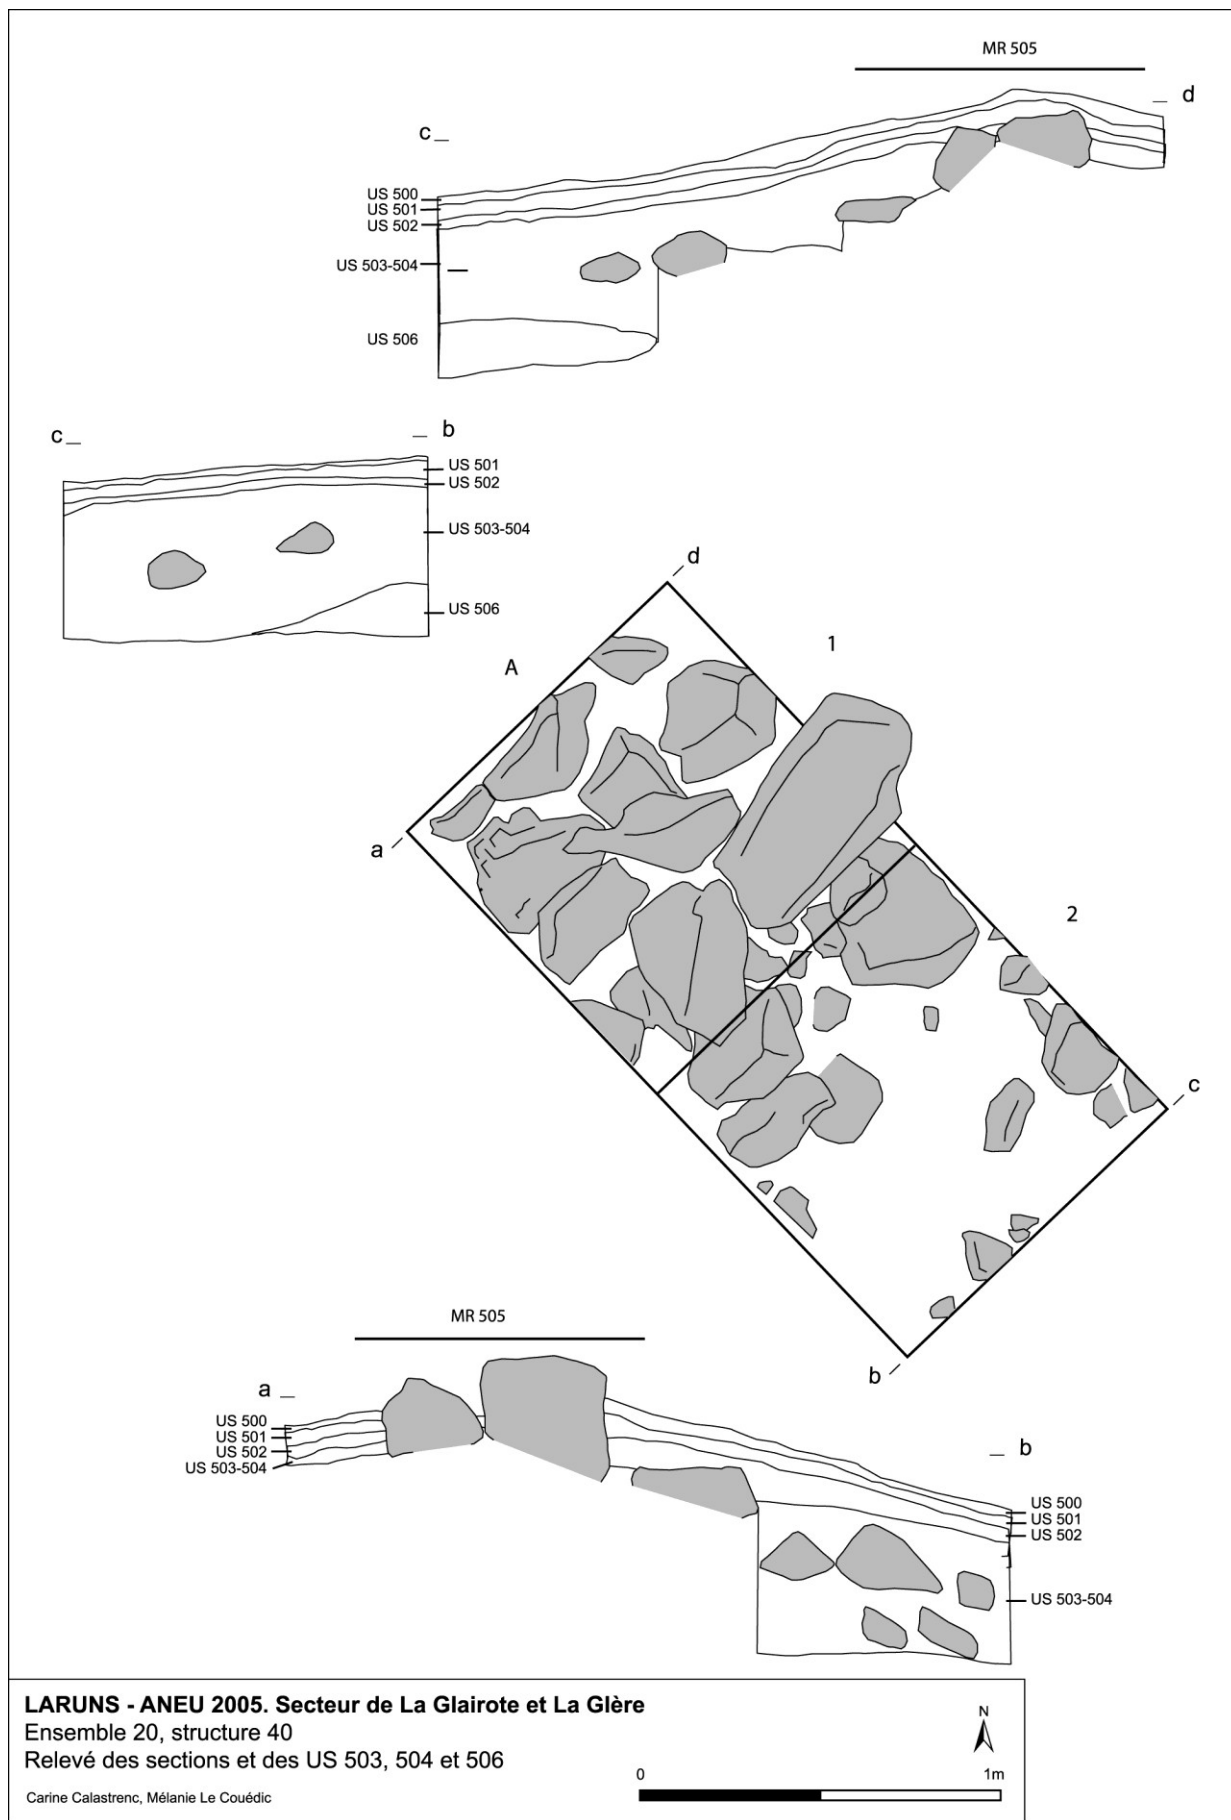 MR 505
d
c
US 500
US 501
US 502
US 503-504
US 506
c
b
US 501
US 502
US 503-504
US 506
d
1
A
a
2
c
b
MR 505
a
US 500
US 501
US 502
US 503-504
b
US 500
US 501
US 502
US 503-504
LARUNS - ANEU 2005. Secteur de La Glairote et La Glère
Ensemble 20, structure 40
Relevé des sections et des US 503, 504 et 506
Carine Calastrenc, Mélanie Le Couédic
N
0 1m